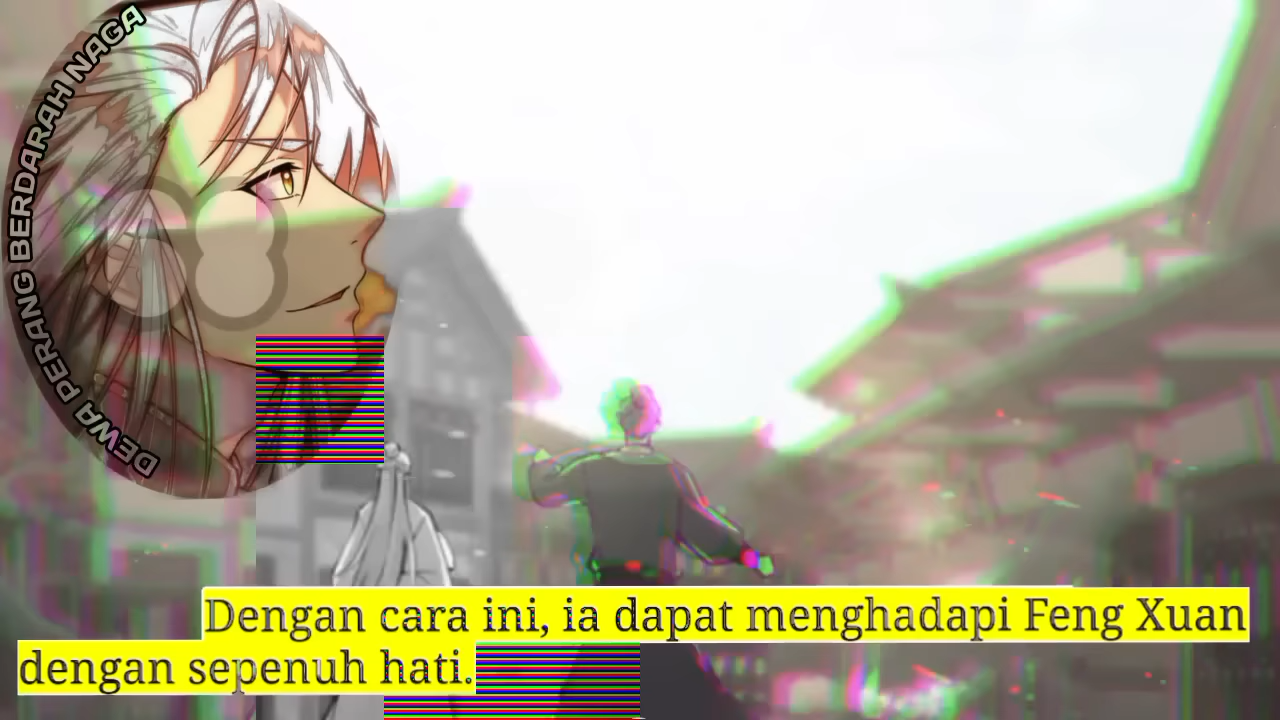 DEWA PERANG BERDARAH NAGA
Dengan cara ini, ia dapat menghadapi Feng Xuan
dengan sepenuh hati.